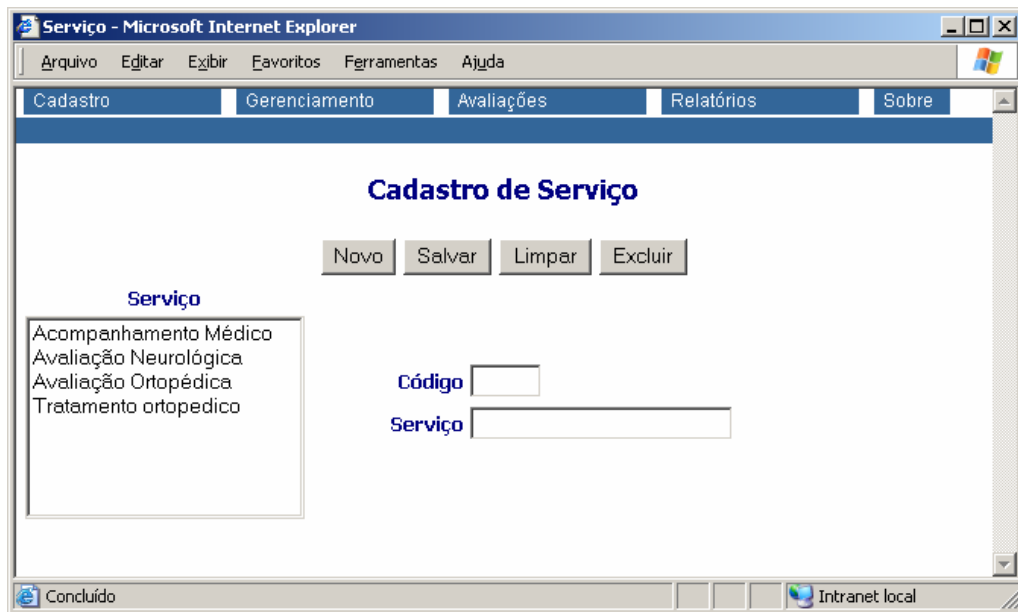 Serviço - Microsoft Internet Explorer
Arquivo Editar Exibir Favoritos Ferramentas Ajuda
Cadastro Gerenciamento Avaliações Relatórios Sobre
Cadastro de Serviço
Novo Salvar Limpar Excluir
Serviço
Acompanhamento Médico
Avaliação Neurológica
Avaliação Ortopédica
Tratamento ortopedico
Código
Serviço
Concluído Intranet local